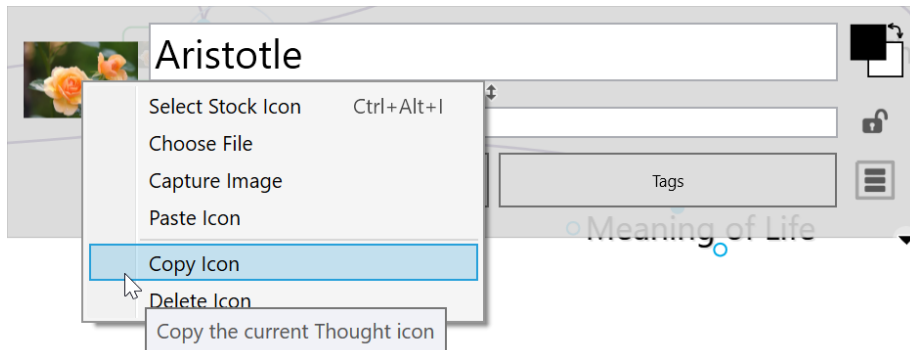 Aristotle
Select Stock Icon Ctrl+Alt+I
Choose File
Capture Image
Paste Icon
Tags
Meaning of Life
Copy Icon
Delete Icon
Copy the current Thought icon